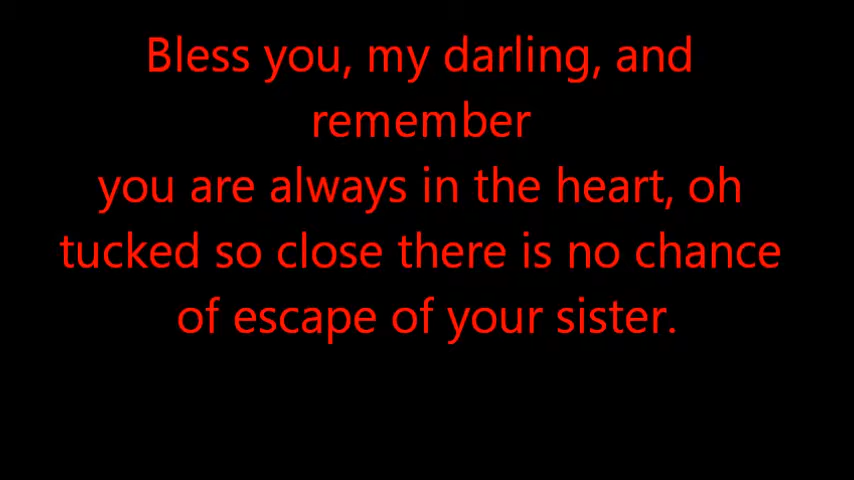 Bless you, my darling, and
remember
you are always in the heart, oh
tucked so close there is no chance
of escape of your sister.